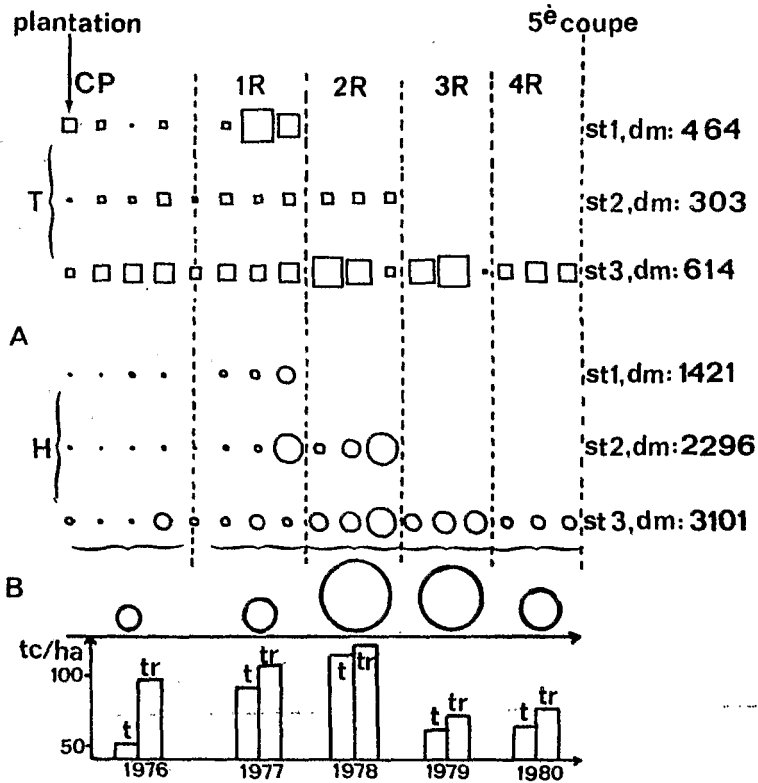 plantation 5è coupe
CP 1R 2R 3R 4R
st1,dm: 464
T st2,dm: 303
st3,dm: 614
A
st1,dm: 1421
H st2,dm: 2296
st3,dm: 3101
B
tc/ha
100
50
t tr t tr t tr t tr t tr
1976 1977 1978 1979 1980